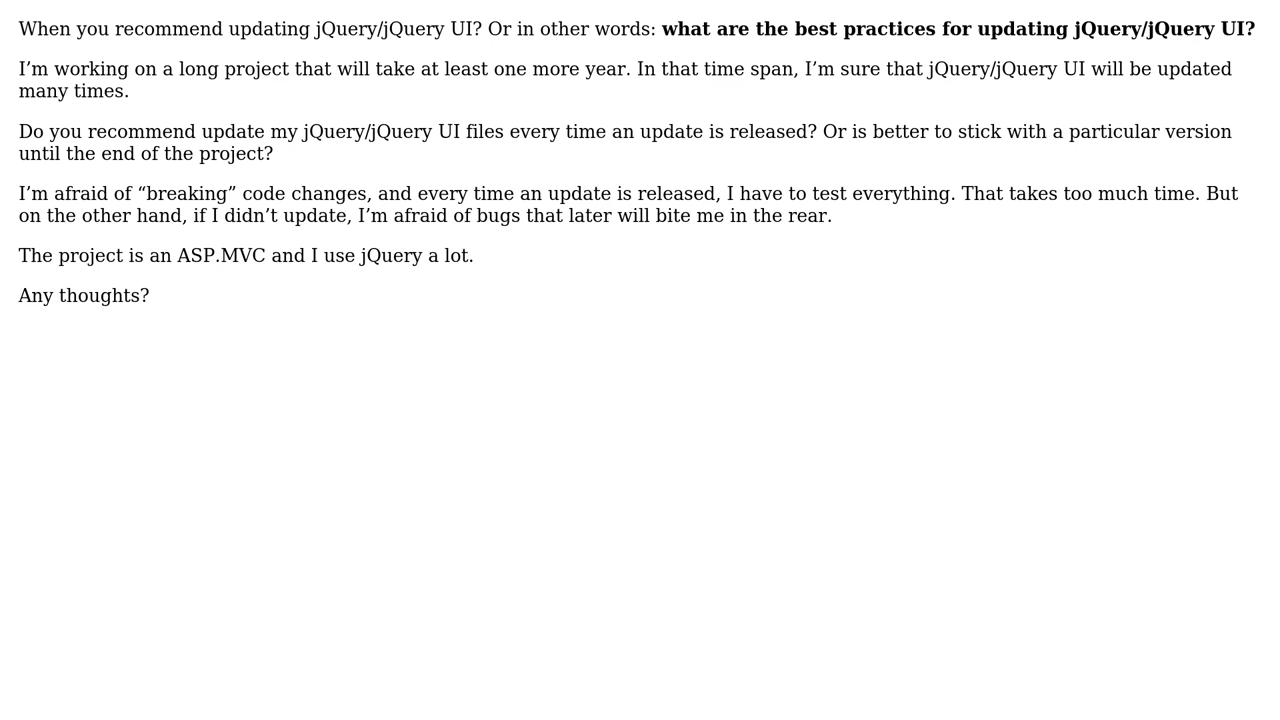 When you recommend updating jQuery/jQuery UI? Or in other words: what are the best practices for updating jQuery/jQuery UI?
I’m working on a long project that will take at least one more year. In that time span, I’m sure that jQuery/jQuery UI will be updated
many times.
Do you recommend update my jQuery/jQuery UI files every time an update is released? Or is better to stick with a particular version
until the end of the project?
I’m afraid of “breaking” code changes, and every time an update is released, I have to test everything. That takes too much time. But
on the other hand, if I didn’t update, I’m afraid of bugs that later will bite me in the rear.
The project is an ASP.MVC and I use jQuery a lot.
Any thoughts?